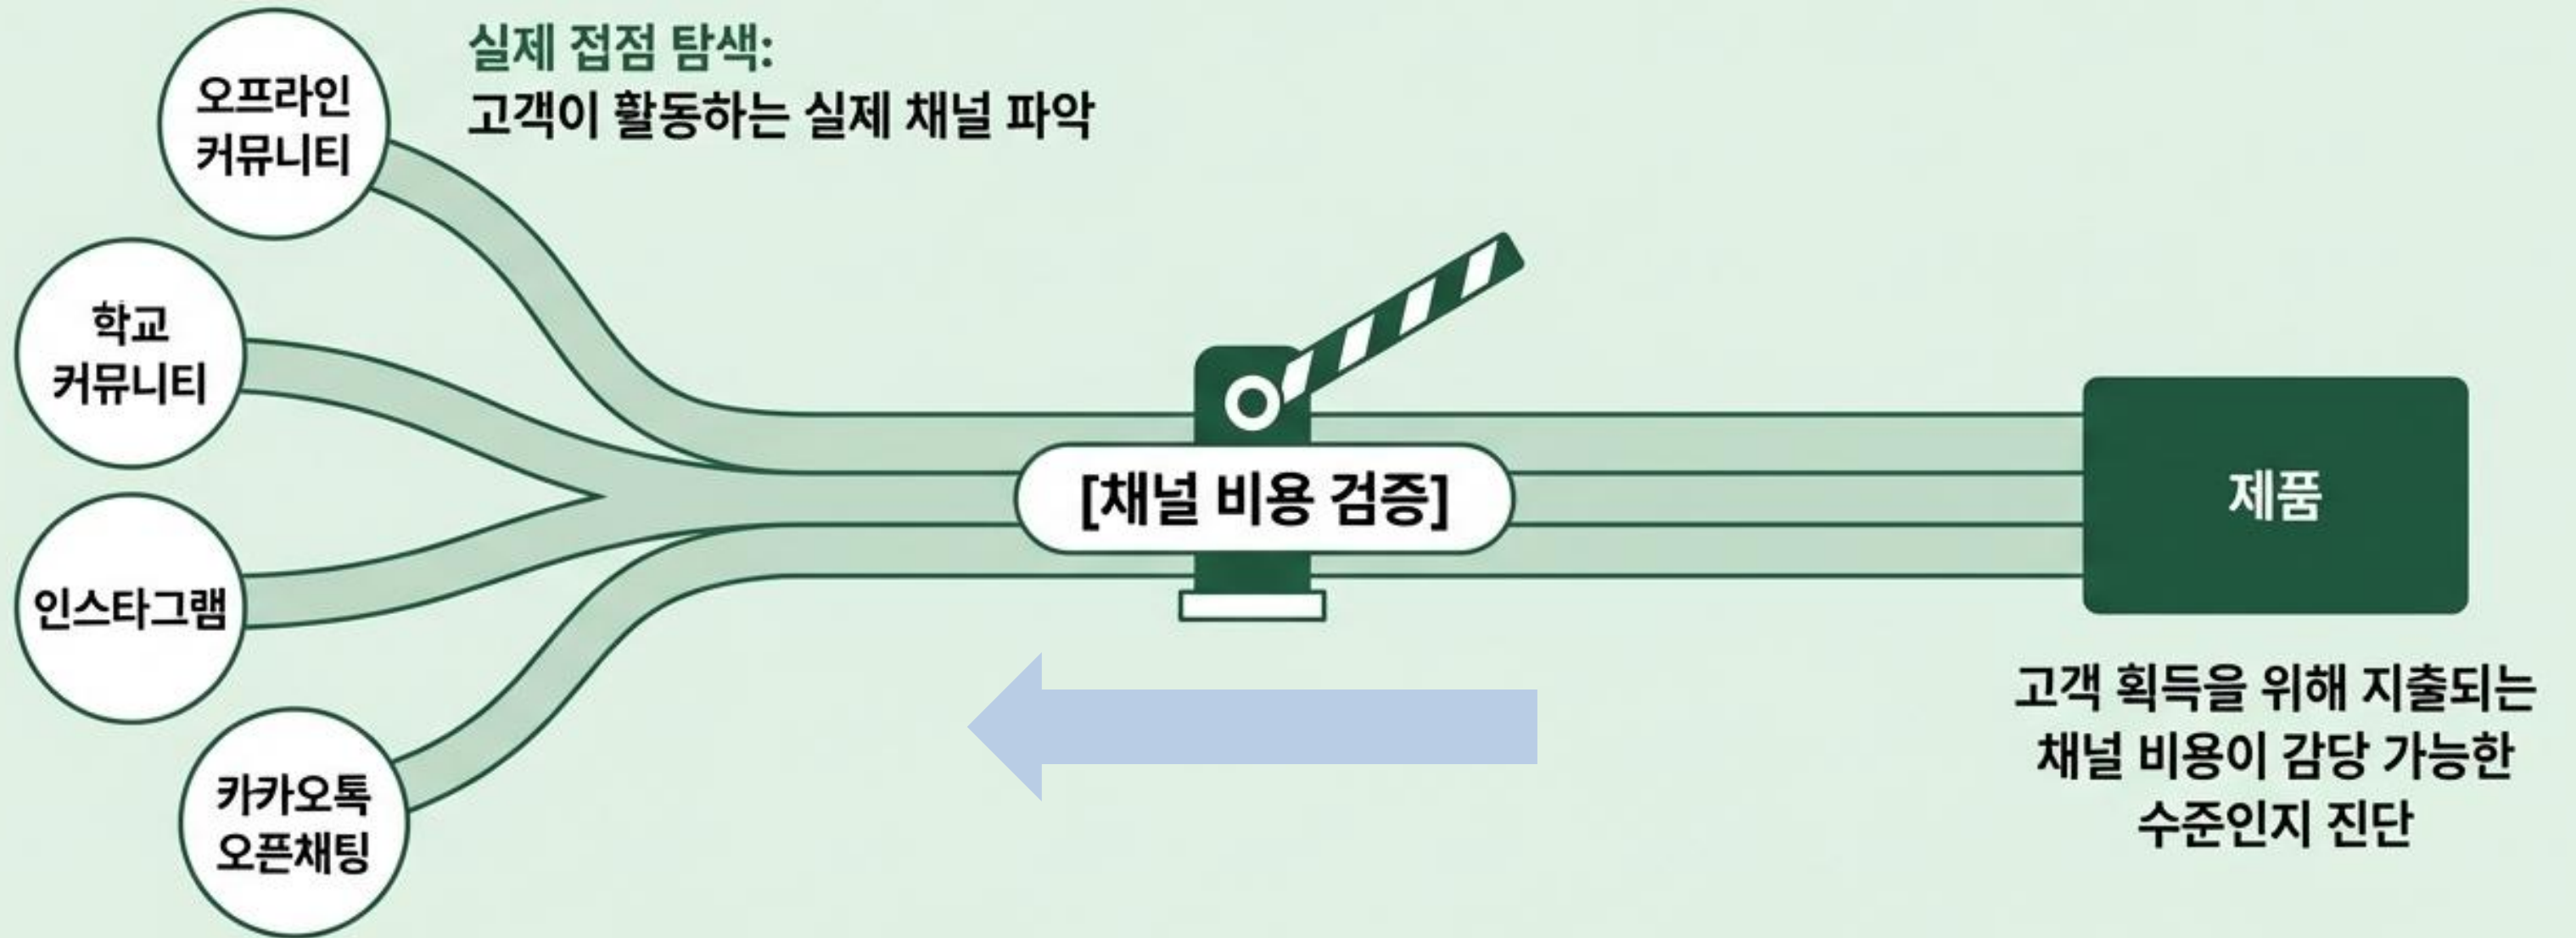 실제 접점 탐색:
고객이 활동하는 실제 채널 파악
오프라인
커뮤니티
학교
커뮤니티
인스타그램
카카오톡
오픈채팅
[채널 비용 검증]
제품
고객 획득을 위해 지출되는
채널 비용이 감당 가능한
수준인지 진단